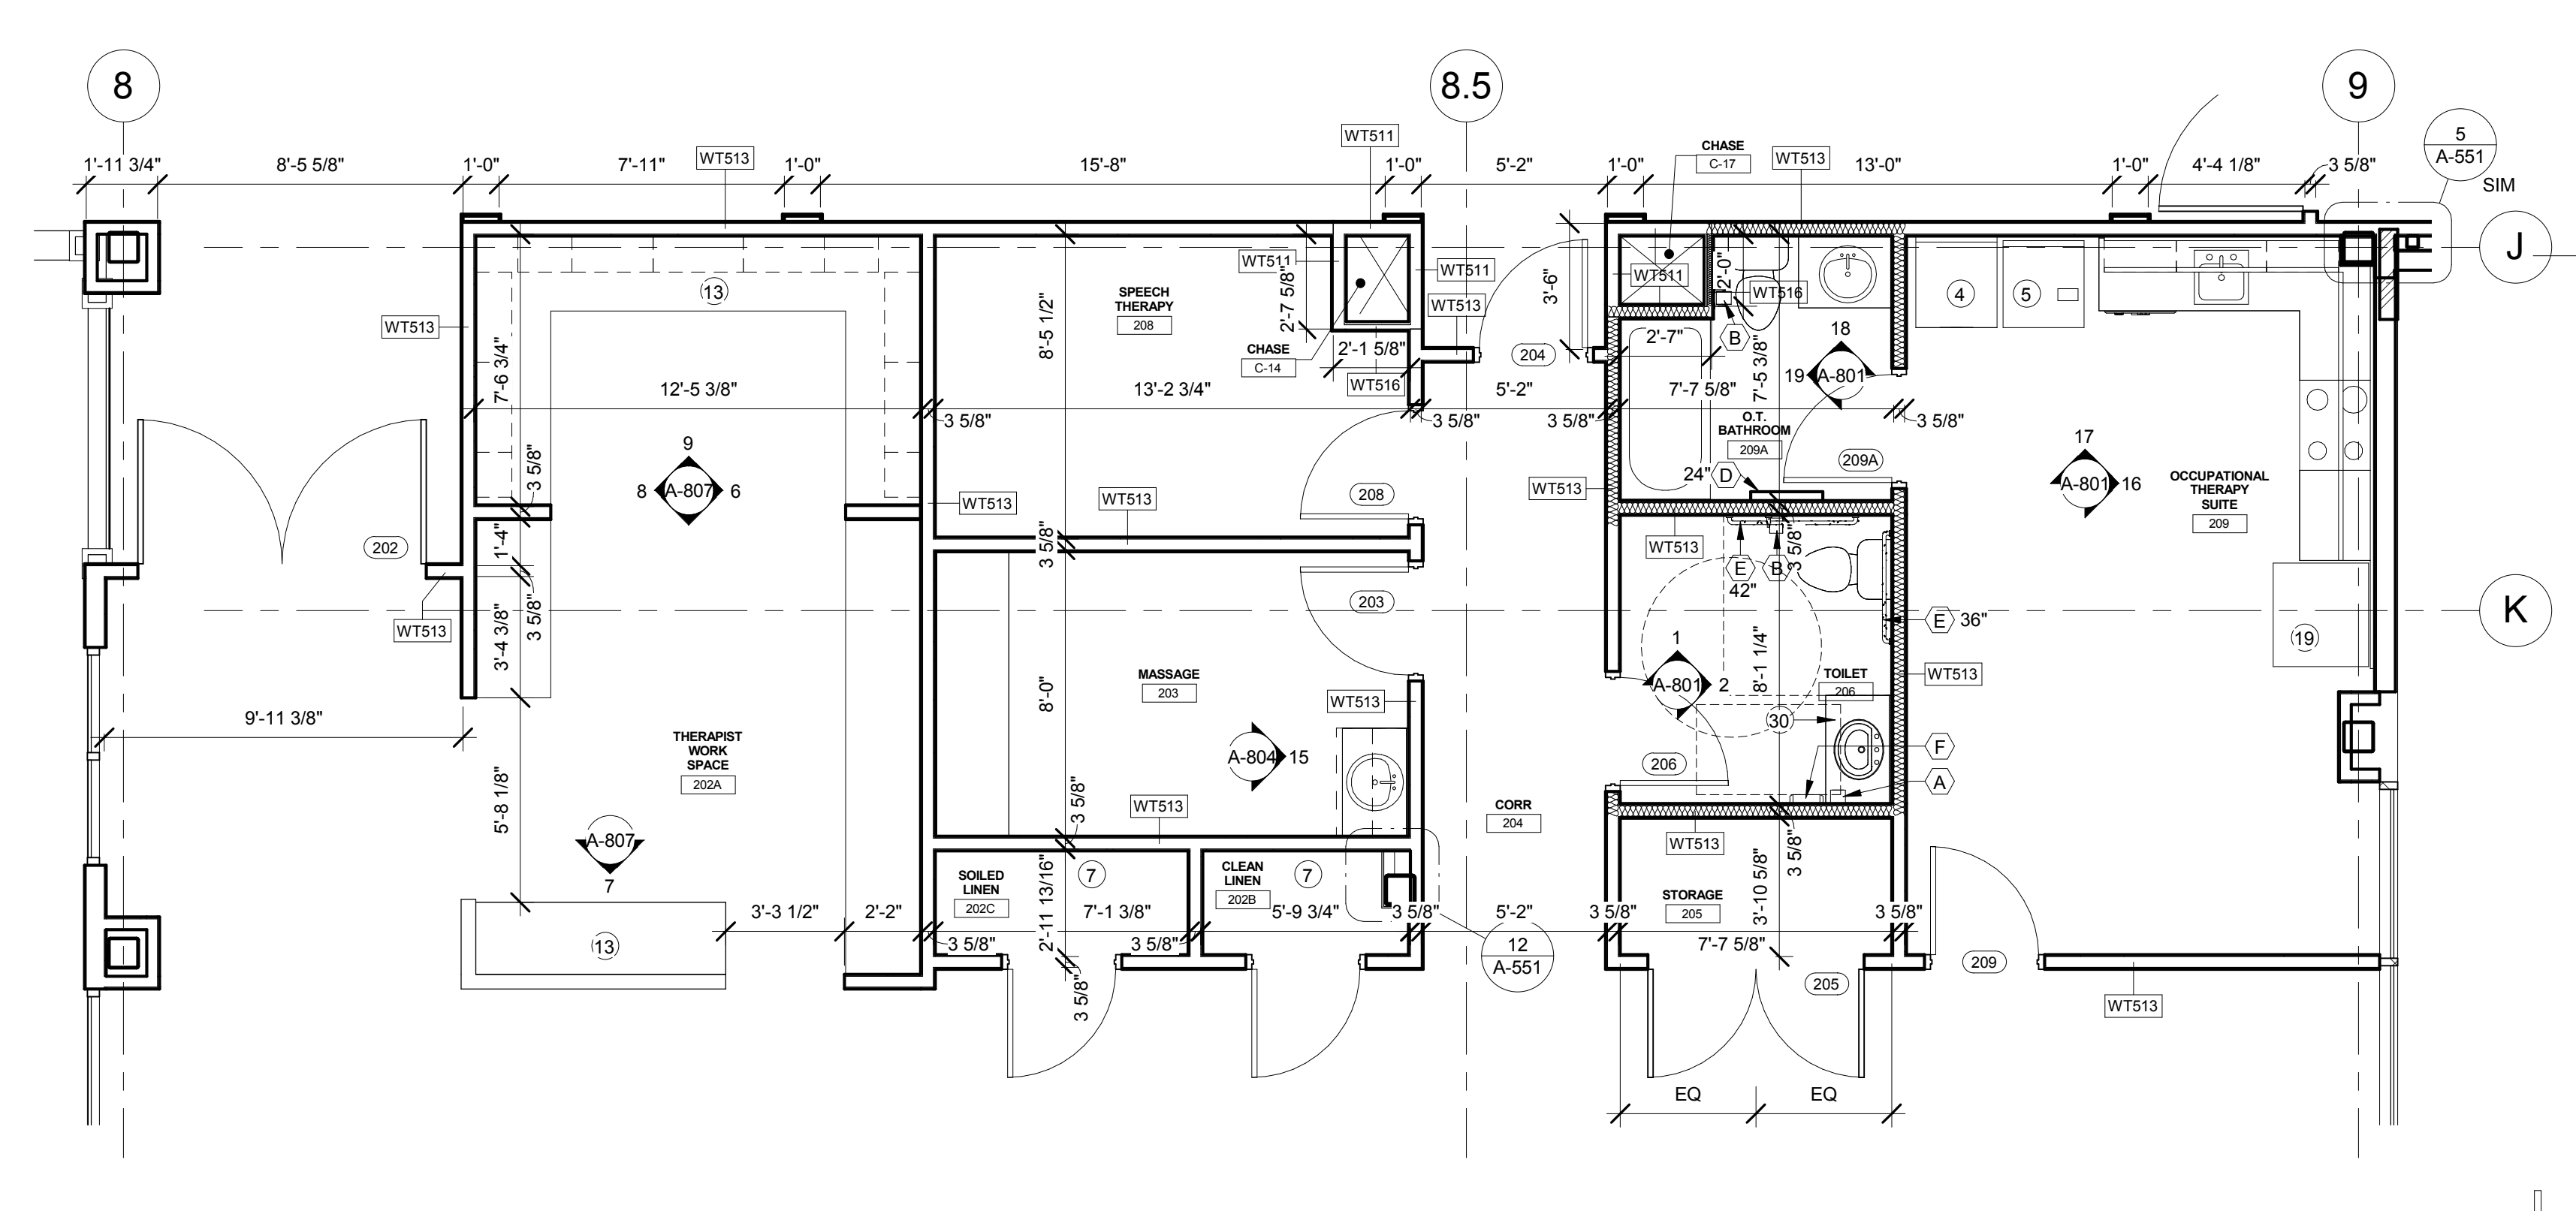 8
8.5
9
5
A-551
SIM
1'-11 3/4"
8'-5 5/8"
1'-0"
7'-11"
WT513
1'-0"
15'-8"
WT511
1'-0"
5'-2"
1'-0"
CHASE
C-17
WT513
13'-0"
1'-0"
4'-4 1/8"
3 5/8"
J
13
WT513
7'-6 3/4"
12'-5 3/8"
3 5/8"
9
8
A-807
6
3 5/8"
WT513
8'-5 1/2"
SPEECH
THERAPY
208
WT511
2'-7 5/8"
WT511
WT513
CHASE
C-14
2'-1 5/8"
WT516
13'-2 3/4"
3 5/8"
WT513
208
3'-6"
204
5'-2"
3 5/8"
WT511
2'-0"
WT516
B
2'-7"
7'-5 3/8"
7'-7 5/8"
18
19
A-801
3 5/8"
O.T.
BATHROOM
209A
24"
D
209A
WT513
4
5
17
A-801
16
OCCUPATIONAL
THERAPY
SUITE
209
202
WT513
1'-4"
3 5/8"
3'-4 3/8"
3 5/8"
203
WT513
E
B
3 5/8"
42"
K
E
36"
19
9'-11 3/8"
THERAPIST
WORK
SPACE
202A
5'-8 1/8"
A-807
7
13
8'-0"
MASSAGE
203
WT513
A-804
15
3 5/8"
WT513
1
A-801
2
8'-1 1/4"
TOILET
206
WT513
30
206
F
A
CORR
204
WT513
3 5/8"
3'-3 1/2"
2'-2"
3 5/8"
SOILED
LINEN
202C
7
2'-11 13/16"
7'-1 3/8"
3 5/8"
3 5/8"
CLEAN
LINEN
202B
7
5'-9 3/4"
3 5/8"
12
A-551
5'-2"
3 5/8"
STORAGE
205
3'-10 5/8"
7'-7 5/8"
3 5/8"
205
209
WT513
EQ
EQ